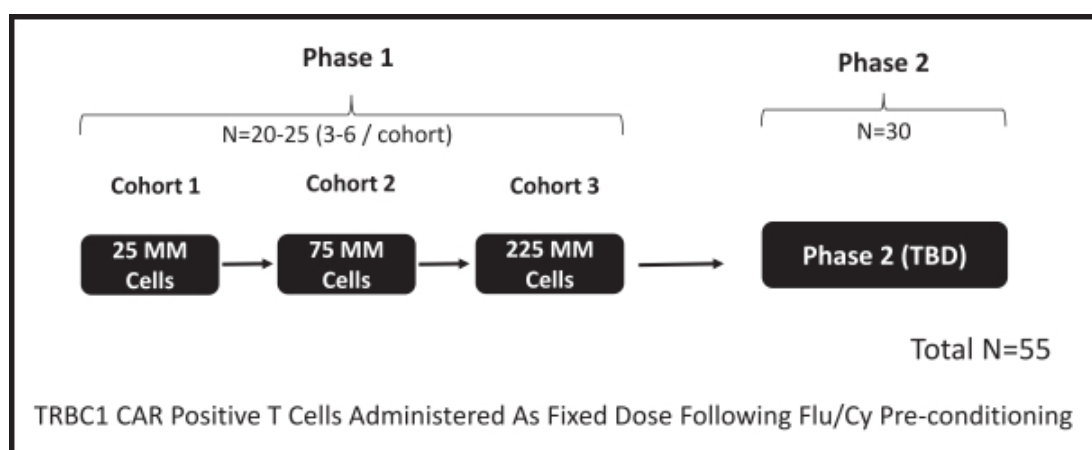 Phase 1
Phase 2
N=20-25 (3-6 / cohort)
N=30
Cohort 1
Cohort 2
Cohort 3
25 MM
Cells
75 MM
Cells
225 MM
Cells
Phase 2 (TBD)
Total N=55
TRBC1 CAR Positive T Cells Administered As Fixed Dose Following Flu/Cy Pre-conditioning